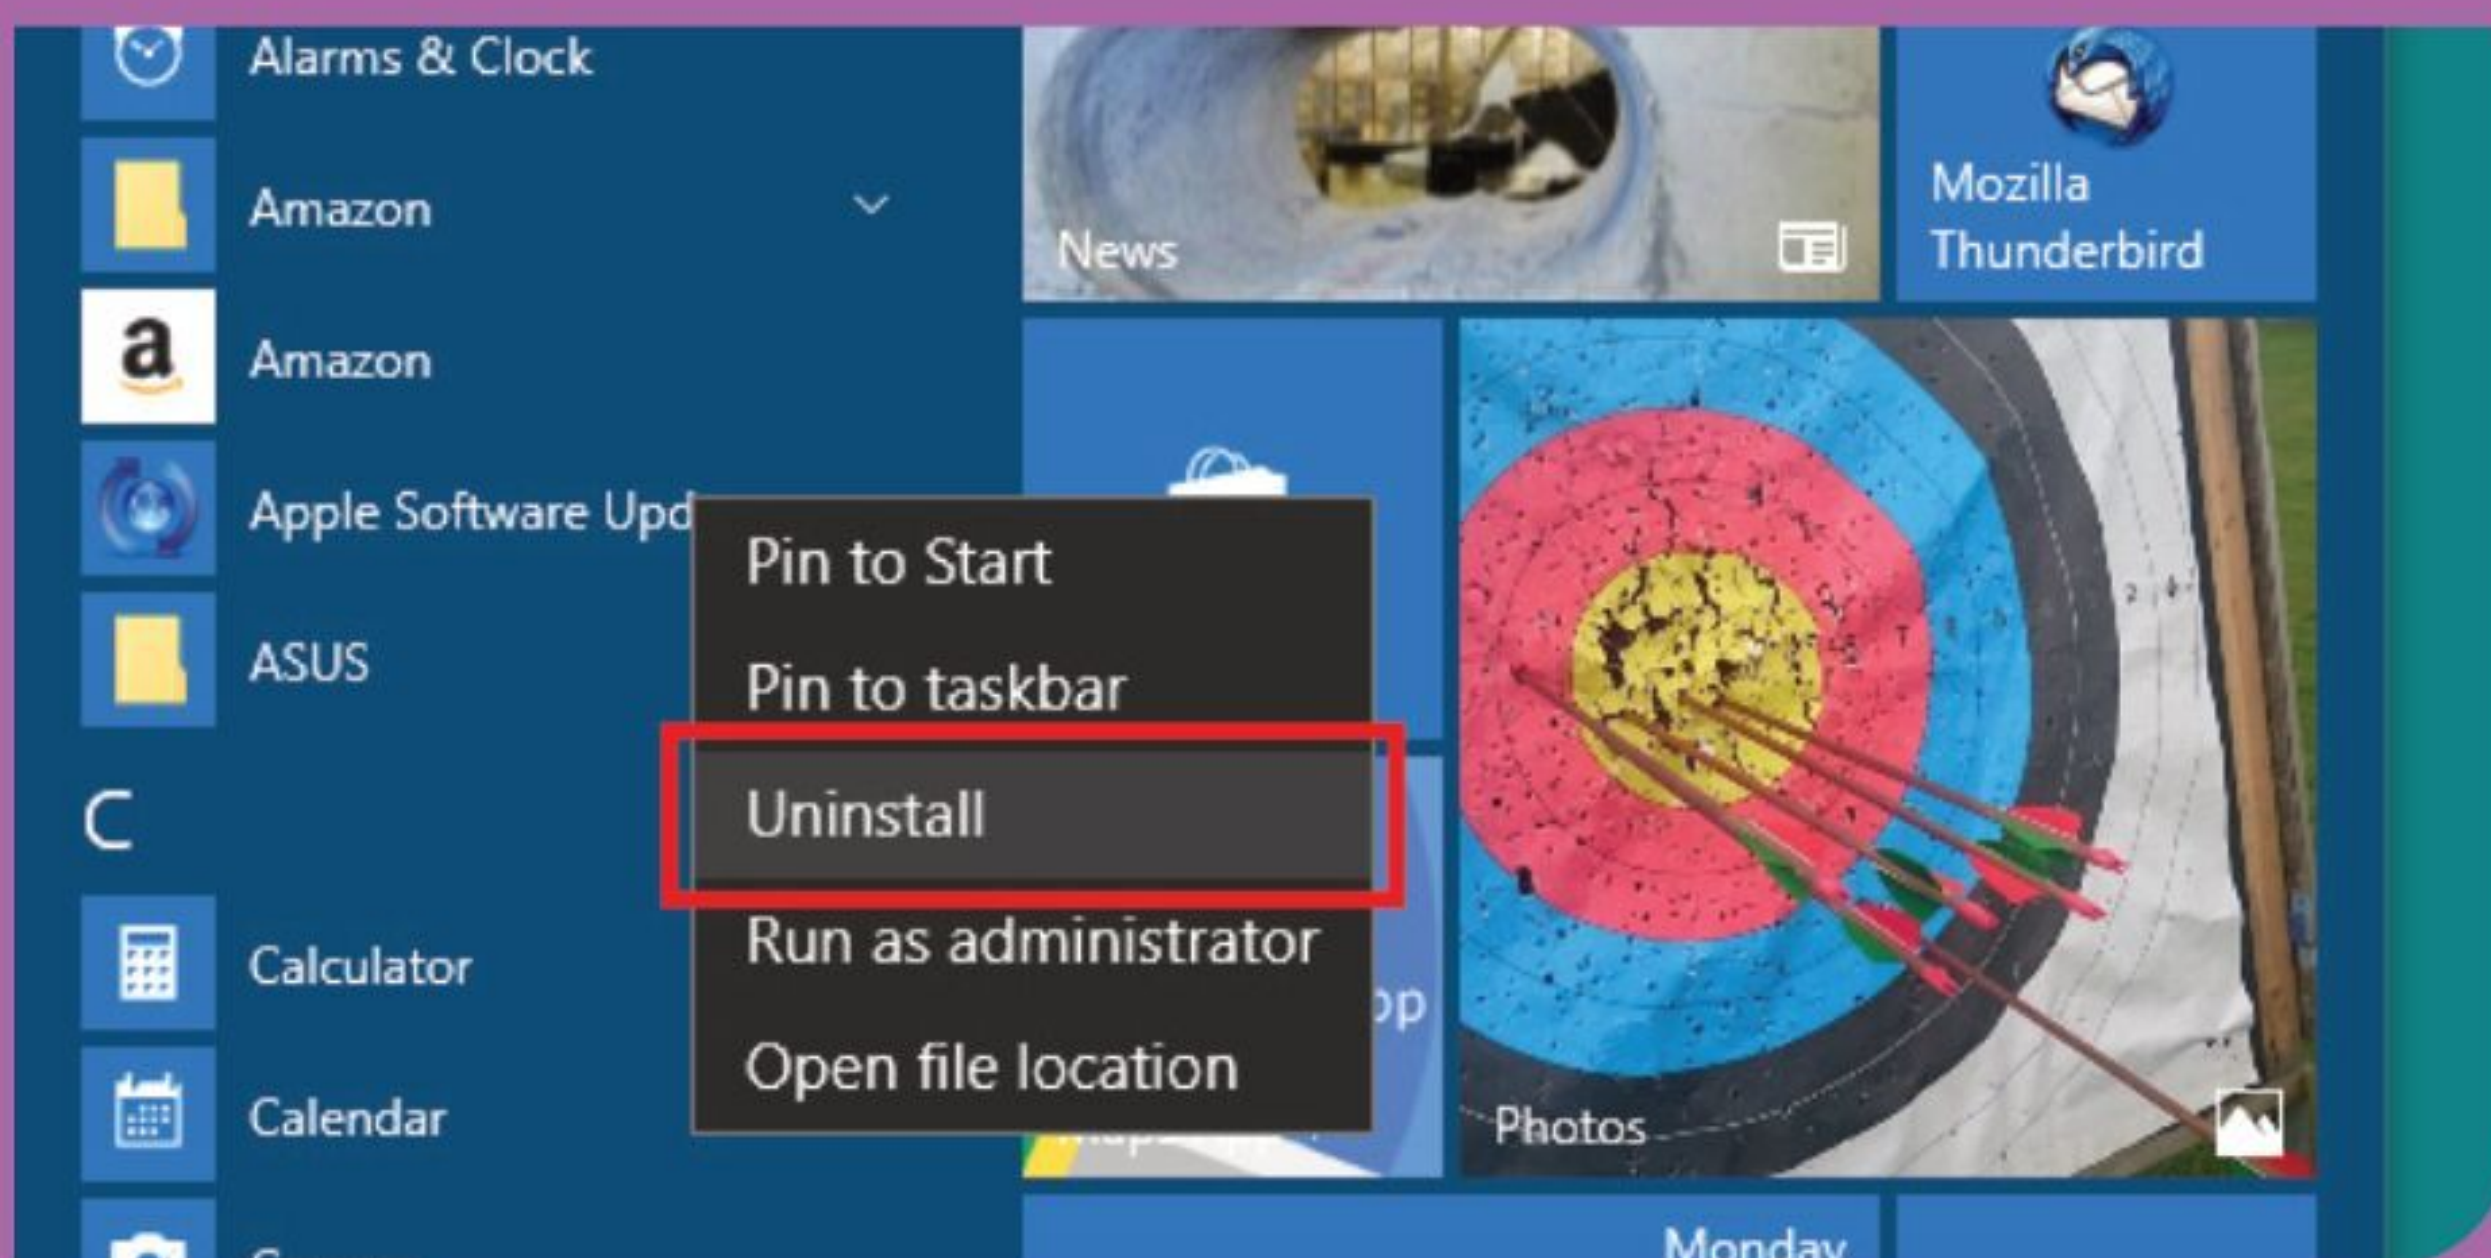 Alarms & Clock
Amazon
a
Amazon
Apple Software Upd
ASUS
C
Calculator
Calendar
News
Mozilla
Thunderbird
Pin to Start
Pin to taskbar
Uninstall
Run as administrator
Open file location
pp
Photos
Monday